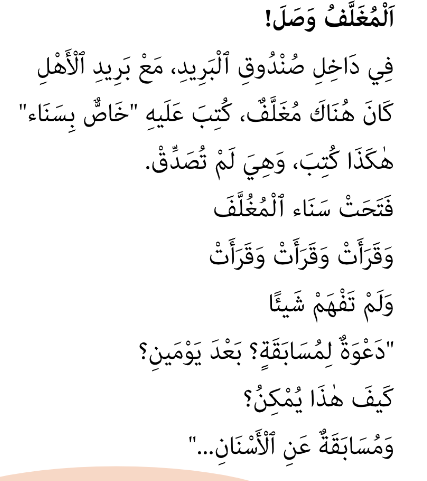 اَلْمُغَلَّفُ وَصَلَ!
فِي دَاخِلِ صُنْدُوقِ ٱلْبَرِيدِ، مَعْ بَرِيدِ ٱلْأَهْلِ
كَانَ هُنَاكَ مُغَلَّفٌ، كُتِبَ عَلَيهِ "خَاصٌّ بِسَنَاء"
هٰكَذَا كُتِبَ، وَهِيَ لَمْ تُصَدِّقْ.
فَتَحَتْ سَنَاء ٱلْمُغُلَّفَ
وَقَرَأَتْ وَقَرَأَتْ وَقَرَأَتْ
وَلَمْ تَفْهَمْ شَيئًا
"دَعْوَةٌ لِمُسَابَقَةٍ؟ بَعْدَ يَوْمَينِ؟
كَيفَ هٰذَا يُمْكِنُ؟
وَمُسَابَقَةٌ عَنِ ٱلْأَسْنَانِ..."